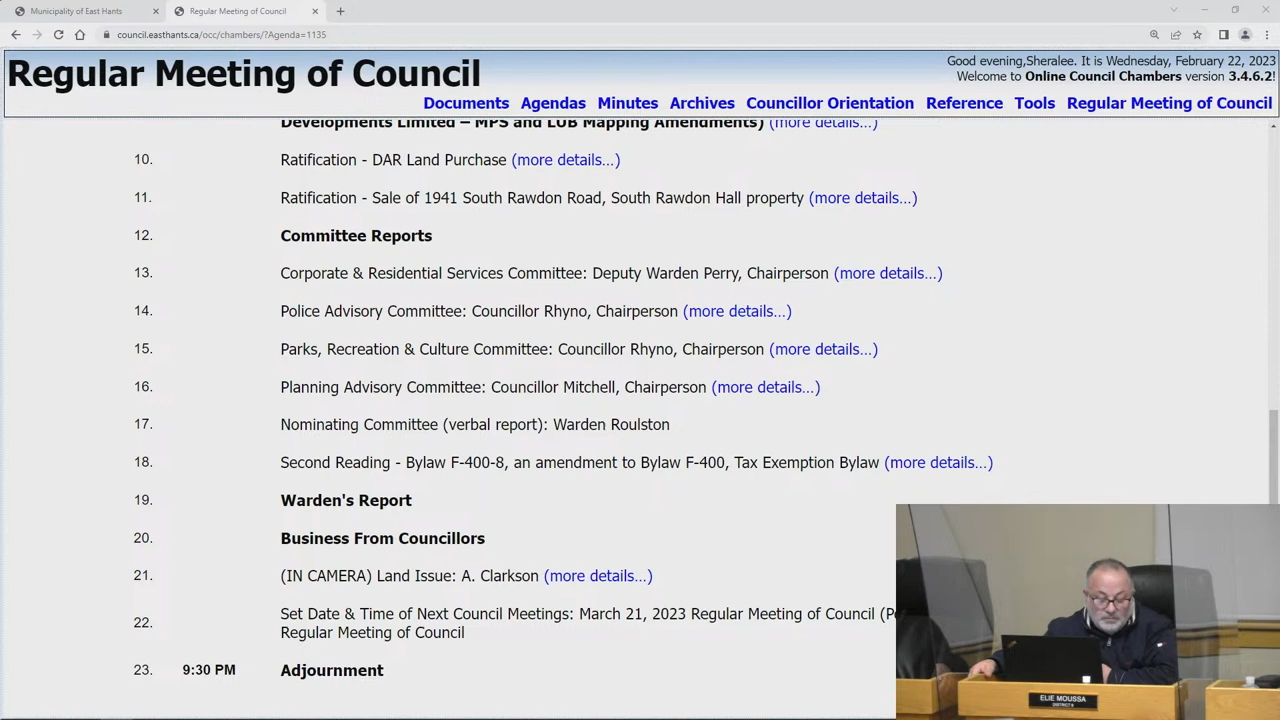 Municipality of East Hants
Regular Meeting of Council
council.easthants.ca/occ/chambers/?Agenda=1135
Regular Meeting of Council
Good evening,Sheralee. It is Wednesday, February 22, 2023
Welcome to Online Council Chambers version 3.4.6.2!
Documents Agendas Minutes Archives Councillor Orientation Reference Tools Regular Meeting of Council
Developments Limited – MPS and LUB Mapping Amendments) (more details...)
10. Ratification - DAR Land Purchase (more details...)
11. Ratification - Sale of 1941 South Rawdon Road, South Rawdon Hall property (more details...)
12. Committee Reports
13. Corporate & Residential Services Committee: Deputy Warden Perry, Chairperson (more details...)
14. Police Advisory Committee: Councillor Rhyno, Chairperson (more details...)
15. Parks, Recreation & Culture Committee: Councillor Rhyno, Chairperson (more details...)
16. Planning Advisory Committee: Councillor Mitchell, Chairperson (more details...)
17. Nominating Committee (verbal report): Warden Roulston
18. Second Reading - Bylaw F-400-8, an amendment to Bylaw F-400, Tax Exemption Bylaw (more details...)
19. Warden's Report
20. Business From Councillors
21. (IN CAMERA) Land Issue: A. Clarkson (more details...)
22. Set Date & Time of Next Council Meetings: March 21, 2023 Regular Meeting of Council
Regular Meeting of Council
23. 9:30 PM Adjournment
ELIE MOUSSA